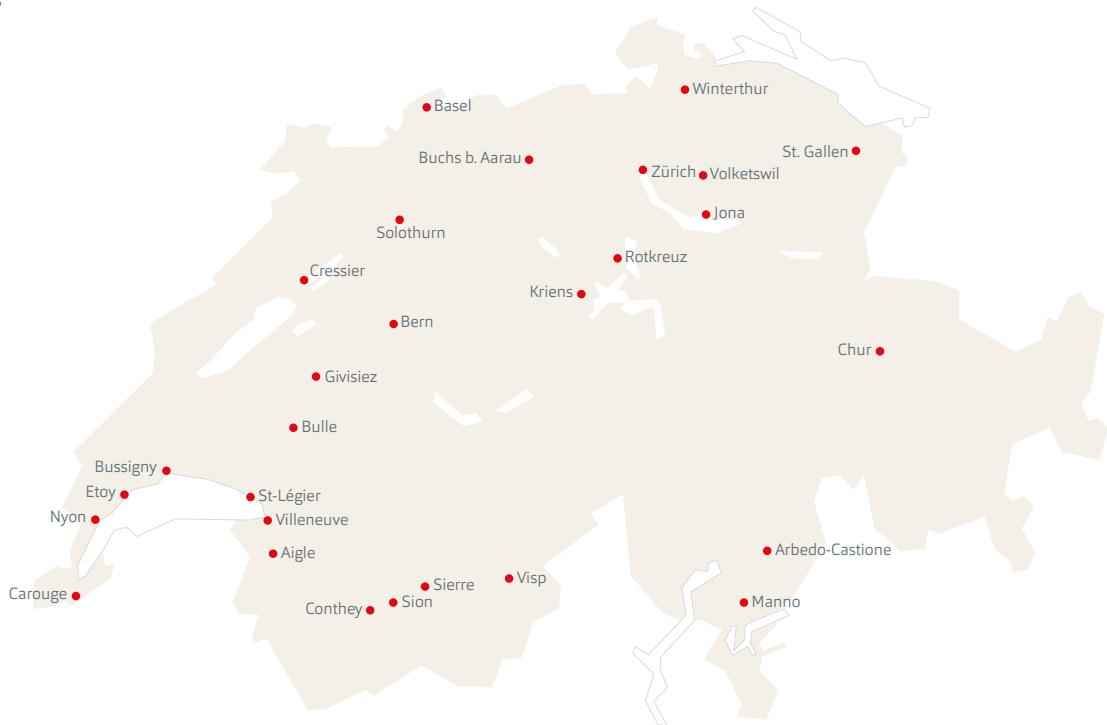 Winterthur
Basel
St. Gallen
Buchs b. Aarau
Zürich
Volketswil
Jona
Solothurn
Rotkreuz
Cressier
Kriens
Bern
Chur
Givisiez
Bulle
Bussigny
Etoy
St-Légier
Nyon
Villeneuve
Arbedo-Castione
Aigle
Visp
Sierre
Carouge
Sion
Manno
Conthey